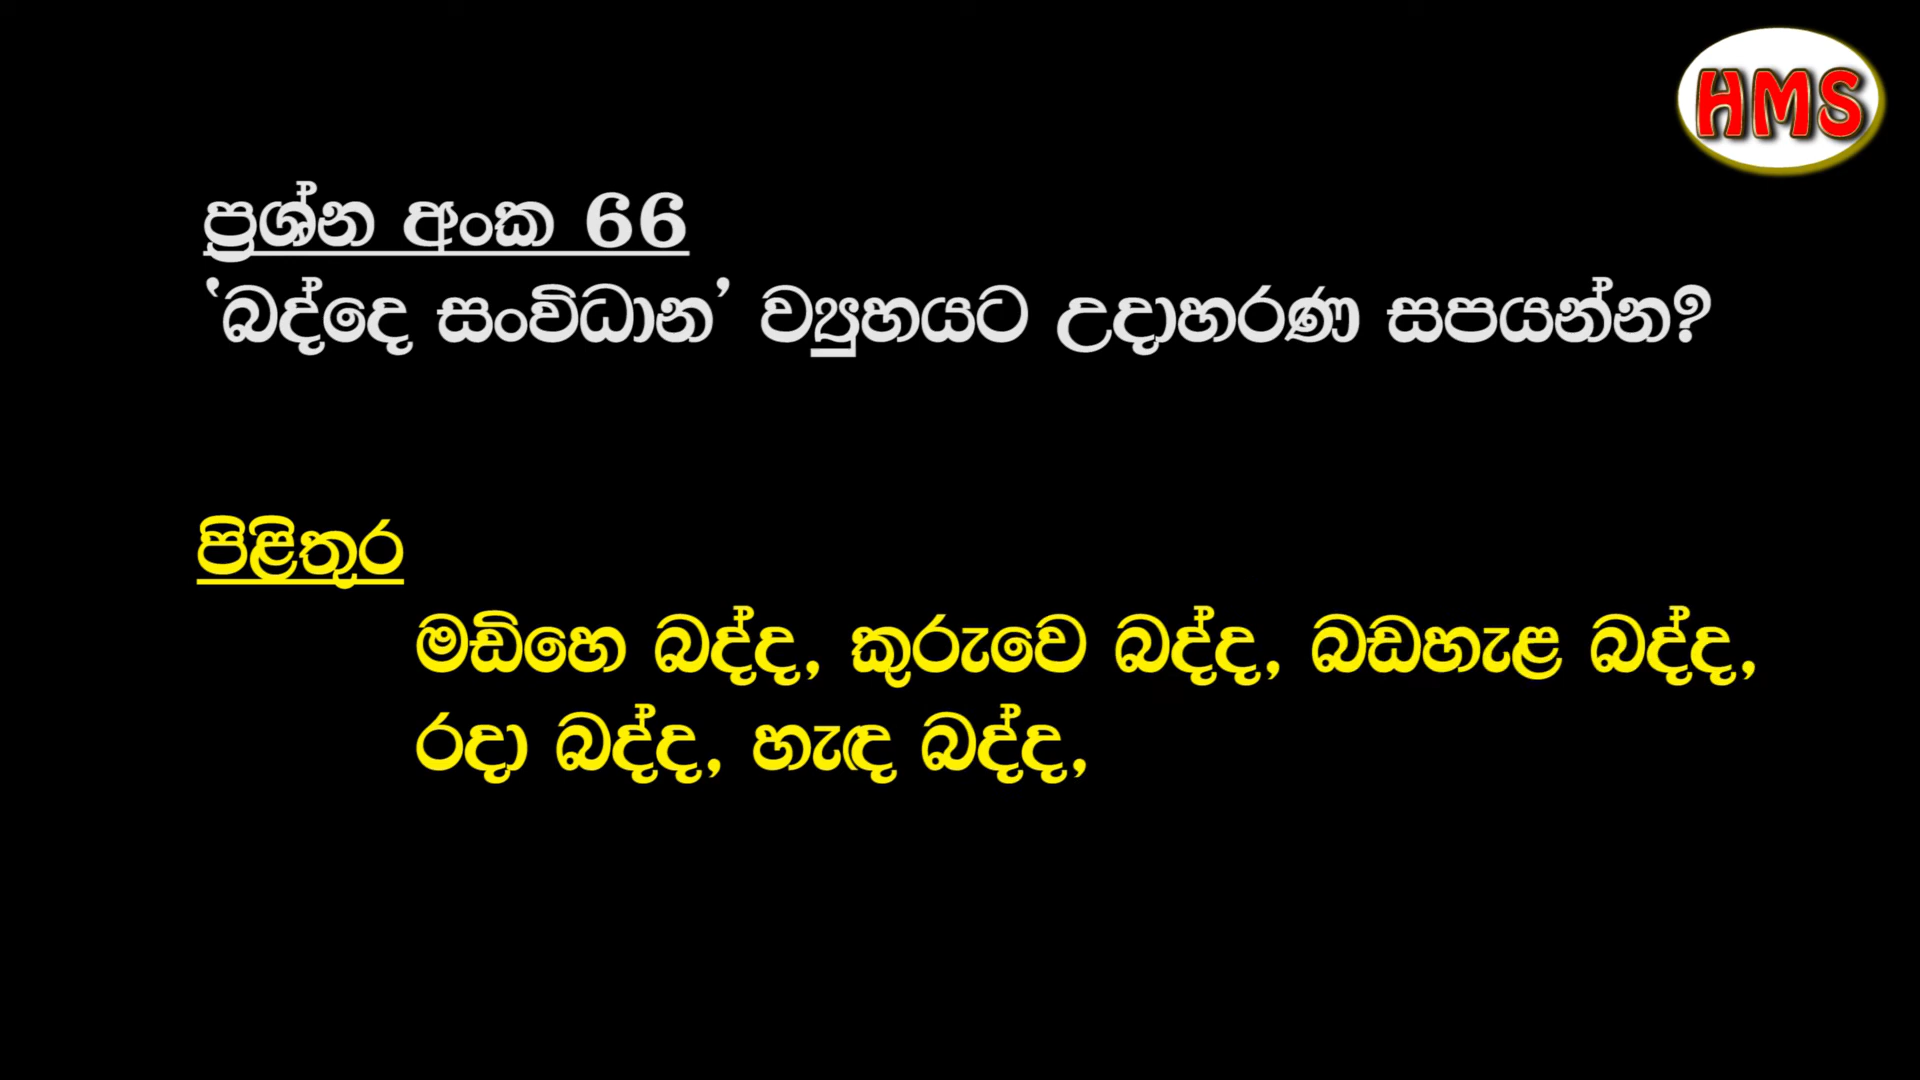 HMS
ප්‍රශ්න අංක 66
‘බද්දෙ සංවිධාන’ ව්‍යුහයට උදාහරණ සපයන්න?
පිළිතුර
මඩිහෙ බද්ද, කුරුවෙ බද්ද, බඩහැළ බද්ද,
රදා බද්ද, හැඳ බද්ද,